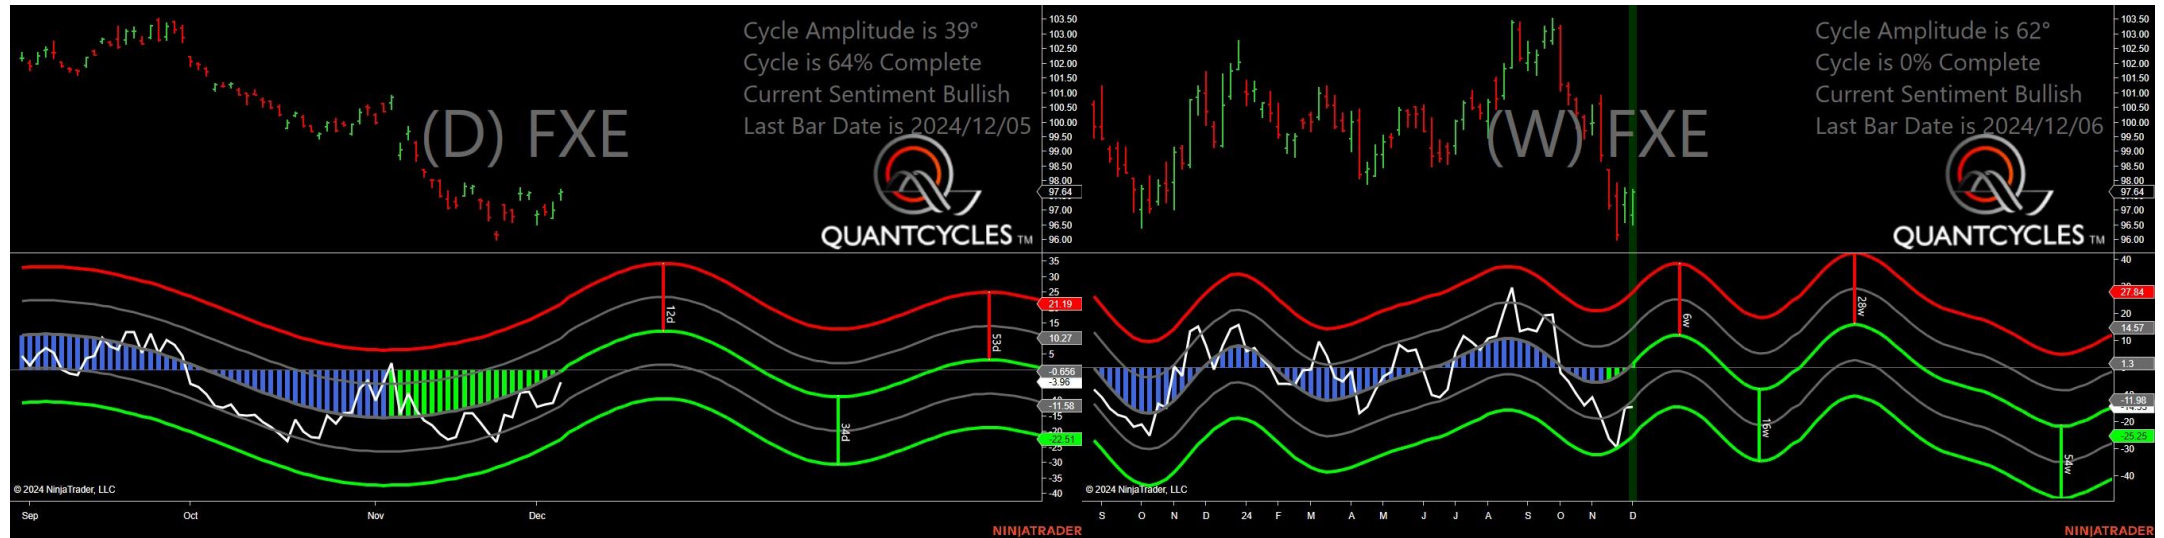 Cycle Amplitude is 39°
Cycle is 64% Complete
Current Sentiment Bullish
Last Bar Date is 2024/12/05
(D) FXE
QUANTCYCLES TM
103.50
103.00
102.50
102.00
101.50
101.00
100.50
100.00
99.50
99.00
98.50
98.00
97.64
97.00
96.50
96.00
35
30
25
21.19
15
10.27
5
-0.656
-3.96
-11.58
-15
-20
-22.51
-30
-35
-40
12d
34d
53d
© 2024 NinjaTrader, LLC
Sep Oct Nov Dec
NINJATRADER
Cycle Amplitude is 62°
Cycle is 0% Complete
Current Sentiment Bullish
Last Bar Date is 2024/12/06
(W) FXE
QUANTCYCLES TM
103.50
103.00
102.50
102.00
101.50
101.00
100.50
100.00
99.50
99.00
98.50
98.00
97.64
97.00
96.50
96.00
40
27.84
20
14.57
10
1.3
-11.98
-20
-25.25
-30
-40
6w
16w
28w
54w
© 2024 NinjaTrader, LLC
S O N D 24 F M A M J J A S O N D
NINJATRADER